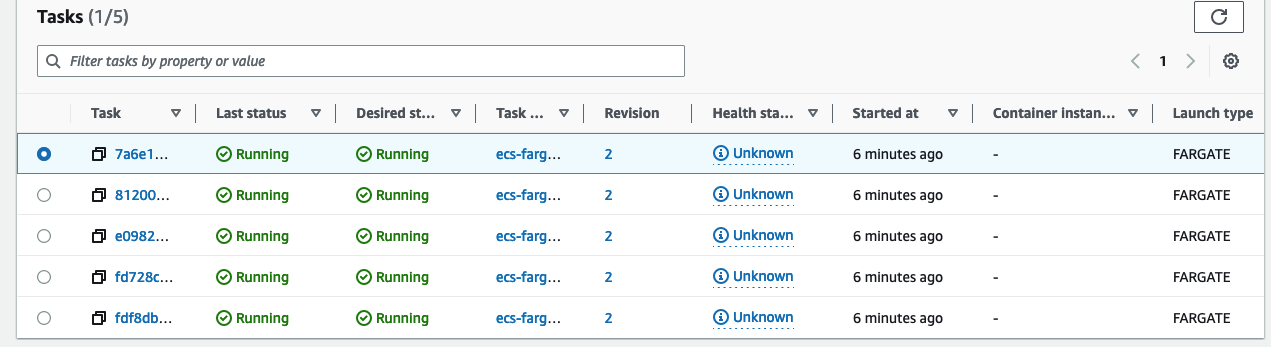 Tasks (1/5)
Filter tasks by property or value
1
Task Last status Desired st... Task ... Revision Health sta... Started at Container instan... Launch type
7a6e1... Running Running ecs-farg... 2 Unknown 6 minutes ago - FARGATE
81200... Running Running ecs-farg... 2 Unknown 6 minutes ago - FARGATE
e0982... Running Running ecs-farg... 2 Unknown 6 minutes ago - FARGATE
fd728c... Running Running ecs-farg... 2 Unknown 6 minutes ago - FARGATE
fdf8db... Running Running ecs-farg... 2 Unknown 6 minutes ago - FARGATE